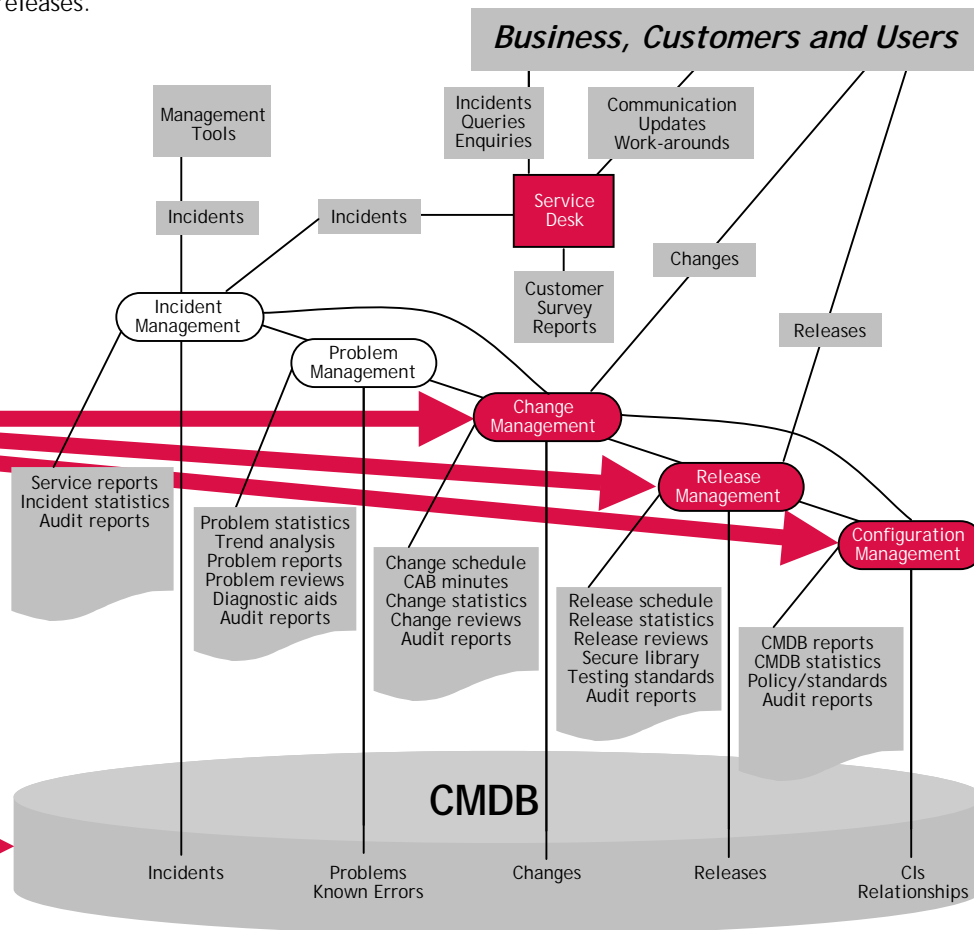 releases.
Business, Customers and Users
Management
Tools
Incidents
Queries
Enquiries
Communication
Updates
Work-arounds
Service
Desk
Incidents
Incidents
Changes
Customer
Survey
Reports
Releases
Incident
Management
Problem
Management
Change
Management
Release
Management
Configuration
Management
Service reports
Incident statistics
Audit reports
Problem statistics
Trend analysis
Problem reports
Problem reviews
Diagnostic aids
Audit reports
Change schedule
CAB minutes
Change statistics
Change reviews
Audit reports
Release schedule
Release statistics
Release reviews
Secure library
Testing standards
Audit reports
CMDB reports
CMDB statistics
Policy/standards
Audit reports
CMDB
Incidents
Problems
Known Errors
Changes
Releases
CIs
Relationships